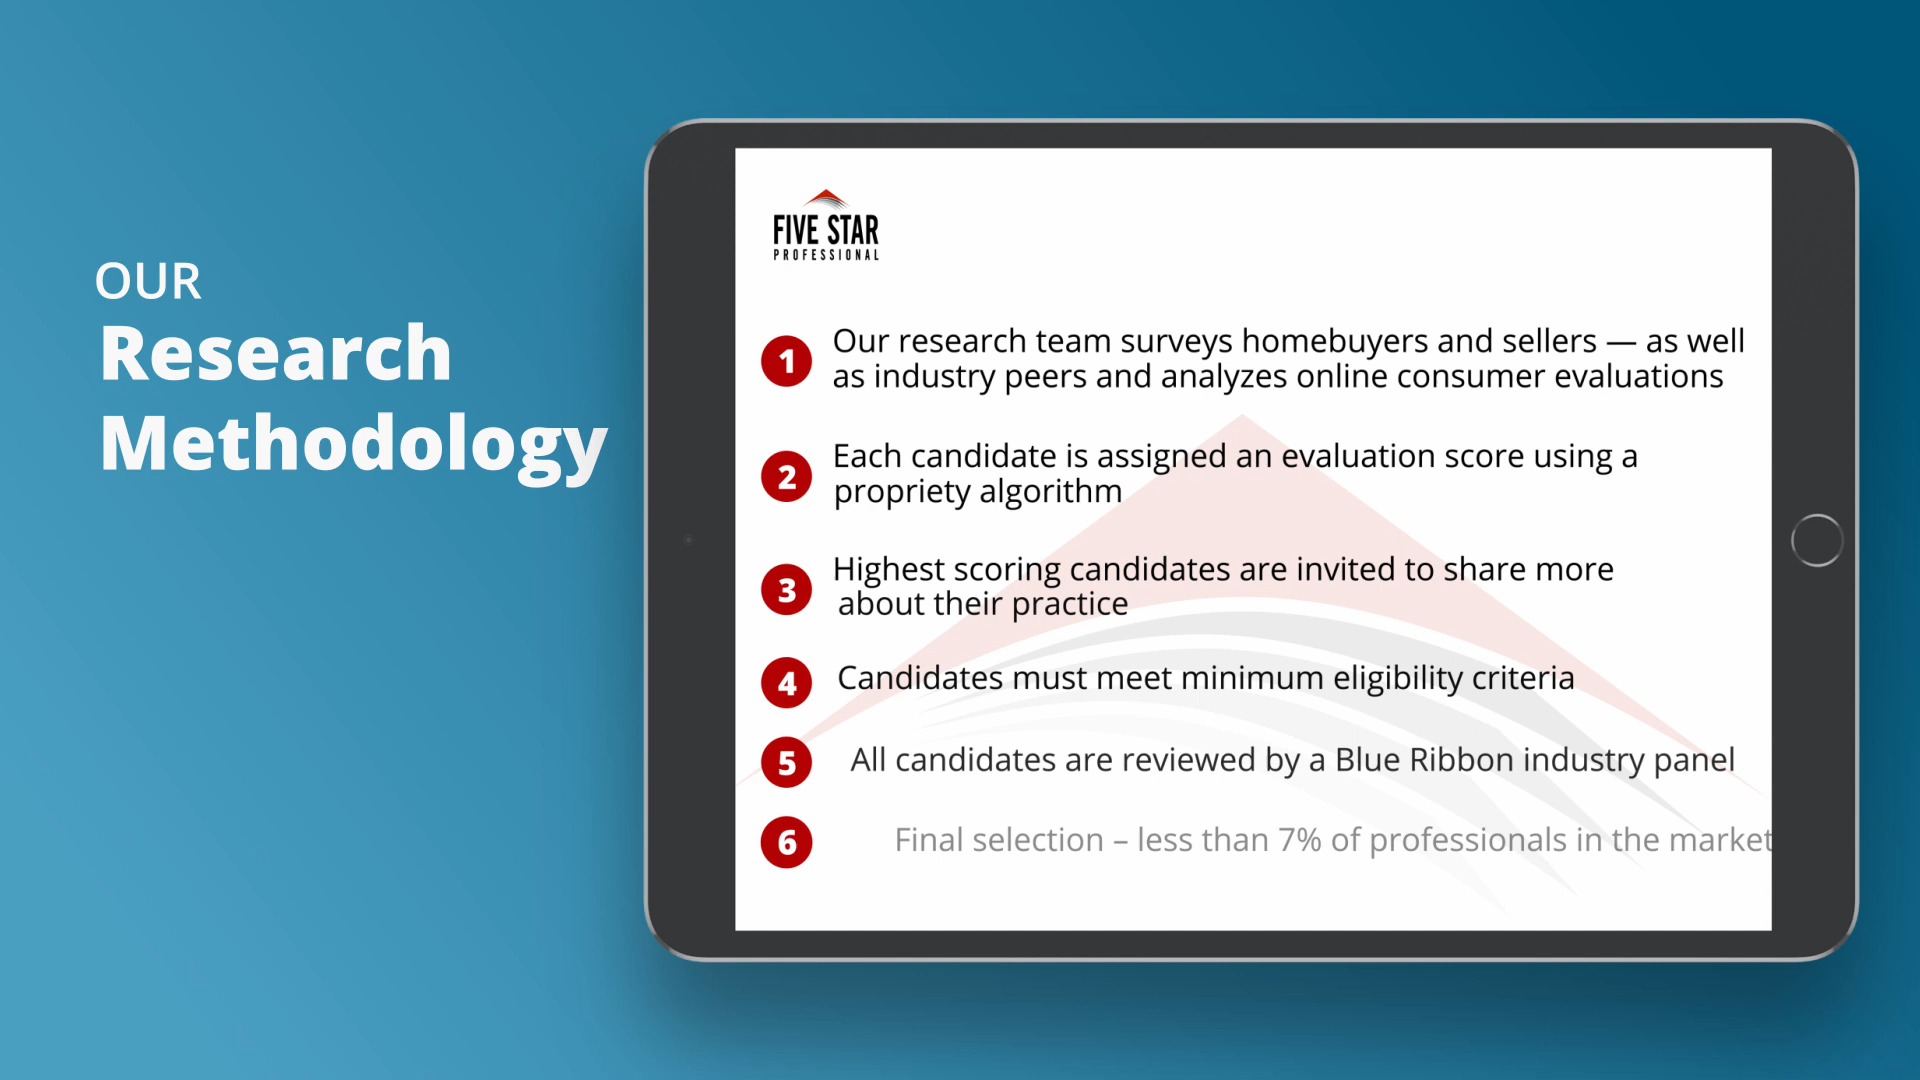 OUR
Research
Methodology
FIVE STAR
PROFESSIONAL
1 Our research team surveys homebuyers and sellers — as well
as industry peers and analyzes online consumer evaluations
2 Each candidate is assigned an evaluation score using a
propriety algorithm
3 Highest scoring candidates are invited to share more
about their practice
4 Candidates must meet minimum eligibility criteria
5 All candidates are reviewed by a Blue Ribbon industry panel
6 Final selection – less than 7% of professionals in the market